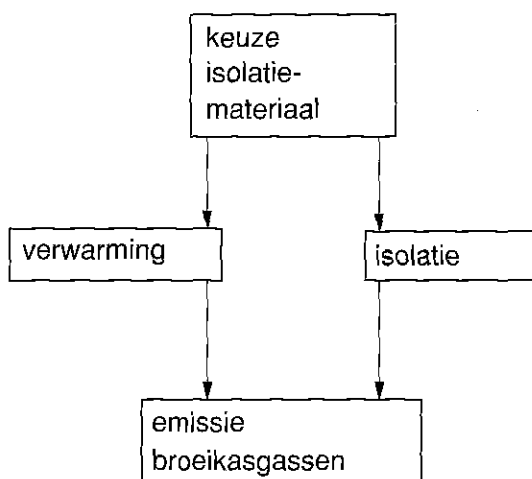 keuze
isolatie-
materiaal
verwarming
isolatie
emissie
broeikasgassen